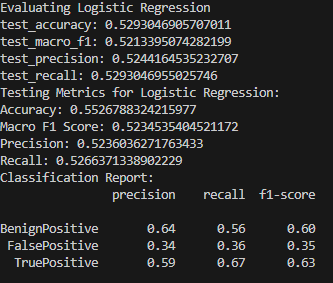 Evaluating Logistic Regression
test_accuracy: 0.5293046905707011
test_macro_f1: 0.5213395074282199
test_precision: 0.5244164535232707
test_recall: 0.5293046955025746
Testing Metrics for Logistic Regression:
Accuracy: 0.5526788324215977
Macro F1 Score: 0.5234535404521172
Precision: 0.5236036271763433
Recall: 0.5266371338902229
Classification Report:
precision recall f1-score
BenignPositive 0.64 0.56 0.60
FalsePositive 0.34 0.36 0.35
TruePositive 0.59 0.67 0.63